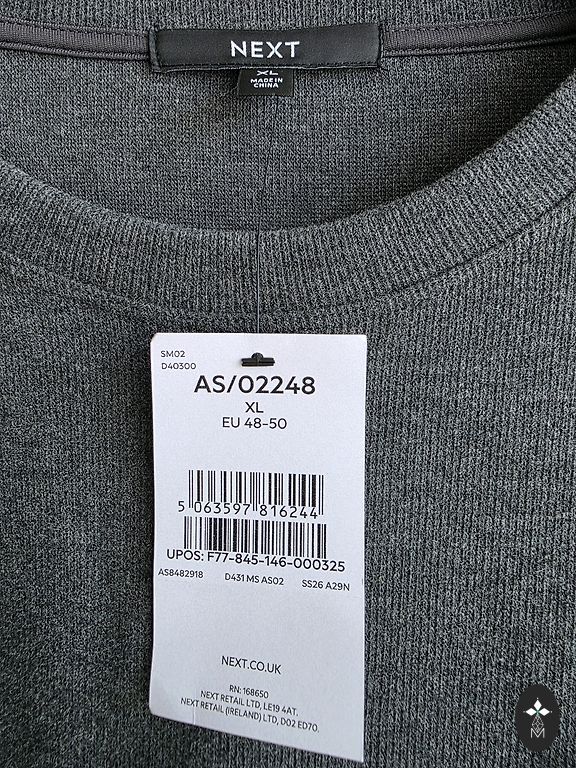 NEXT
XL
MADE IN
CHINA
SM02
D40300
AS/02248
XL
EU 48-50
5 063597 816244
UPOS: F77-845-146-000325
AS8482918 D431 MS AS02 SS26 A29N
NEXT.CO.UK
RN: 168650
NEXT RETAIL LTD, LE19 4AT.
NEXT RETAIL (IRELAND) LTD, D02 ED70.
M